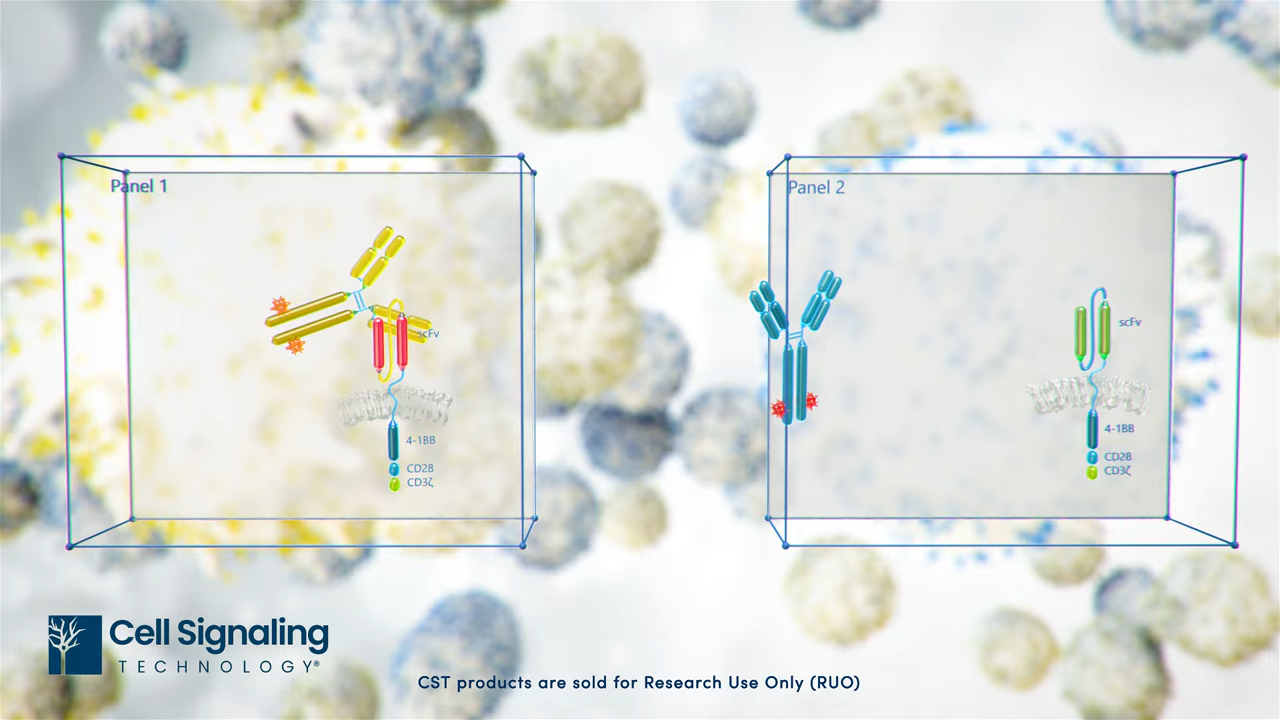 Panel 1
scFv
4-1BB
CD28
CD3ζ
Panel 2
scFv
4-1BB
CD28
CD3ζ
Cell Signaling
TECHNOLOGY®
CST products are sold for Research Use Only (RUO)